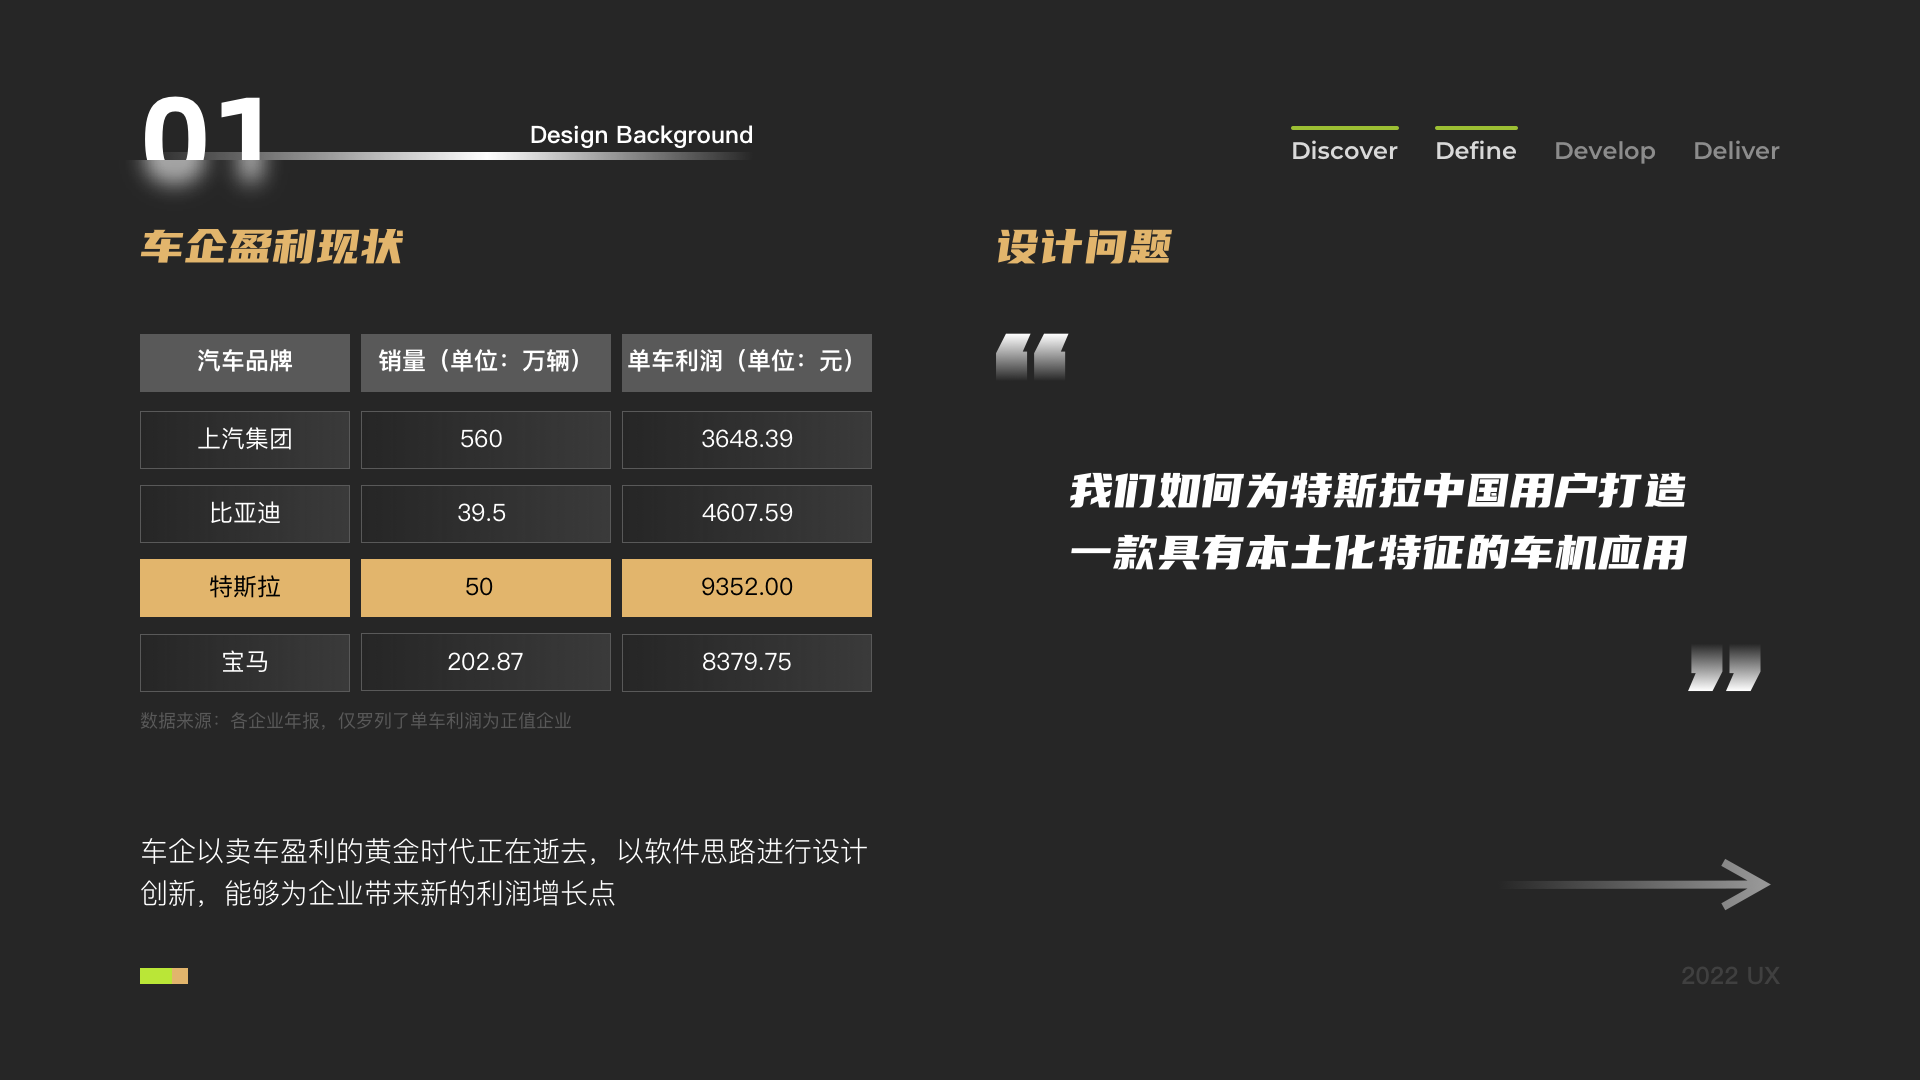 01
Design Background
Discover Define Develop Deliver
车企盈利现状
汽车品牌 销量（单位：万辆） 单车利润（单位：元）
上汽集团 560 3648.39
比亚迪 39.5 4607.59
特斯拉 50 9352.00
宝马 202.87 8379.75
数据来源：各企业年报，仅罗列了单车利润为正值企业
车企以卖车盈利的黄金时代正在逝去，以软件思路进行设计
创新，能够为企业带来新的利润增长点
设计问题
“
我们如何为特斯拉中国用户打造
一款具有本土化特征的车机应用
”
2022 UX